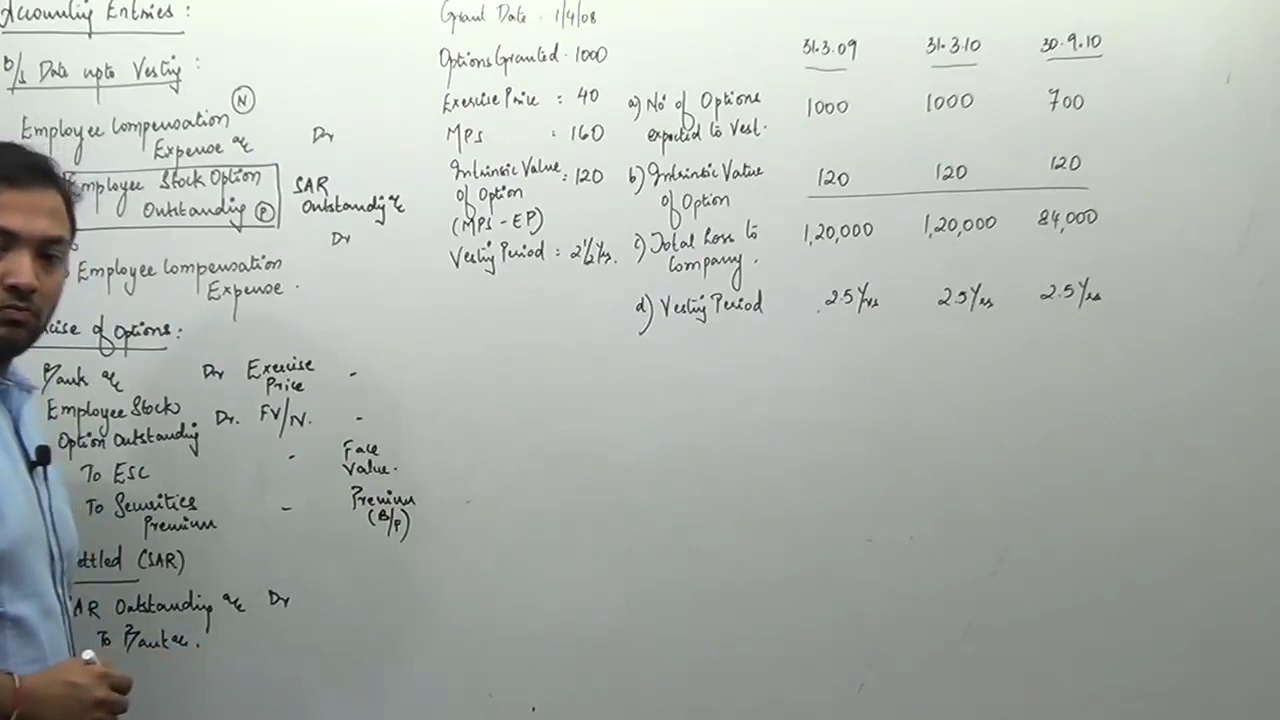 Accounting Entries :
B/s Date upto Vesting :
Employee Compensation (N)
Expense a/c Dr
Employee Stock Option
Outstanding (P)
SAR
Outstanding a/c
Dr
Employee Compensation
Expense .
of Options :
Bank a/c Dr Exercise
Price -
Employee Stock
Option Outstanding Dr. FV/IV. -
To ESC - Face
Value.
To Securities
Premium - Premium
(B/f)
ettled (SAR)
AR Outstanding a/c Dr
To Bank a/c.
Grant Date . 1/4/08
Options Granted . 1000
Exercise Price : 40
MPS : 160
Intrinsic Value
of Option : 120
(MPS - EP)
Vesting Period = 2½ Yrs.
31.3.09 31.3.10 30.9.10
a) No of Options
expected to Vest. 1000 1000 700
b) Intrinsic Value
of Option 120 120 120
c) Total Loss to
Company . 1,20,000 1,20,000 84,000
d) Vesting Period 2.5 Yrs 2.5 Yrs 2.5 Yrs